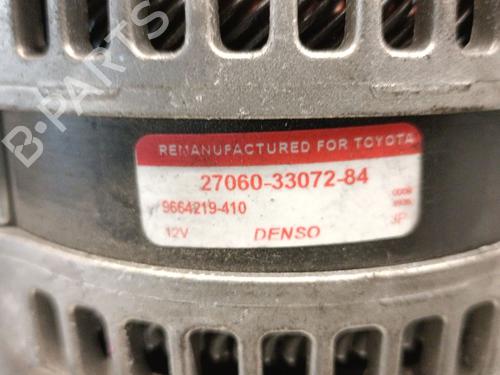 B-PARTS
REMANUFACTURED FOR TOYOTA
27060-33072-84
9664219-410
12V DENSO JP